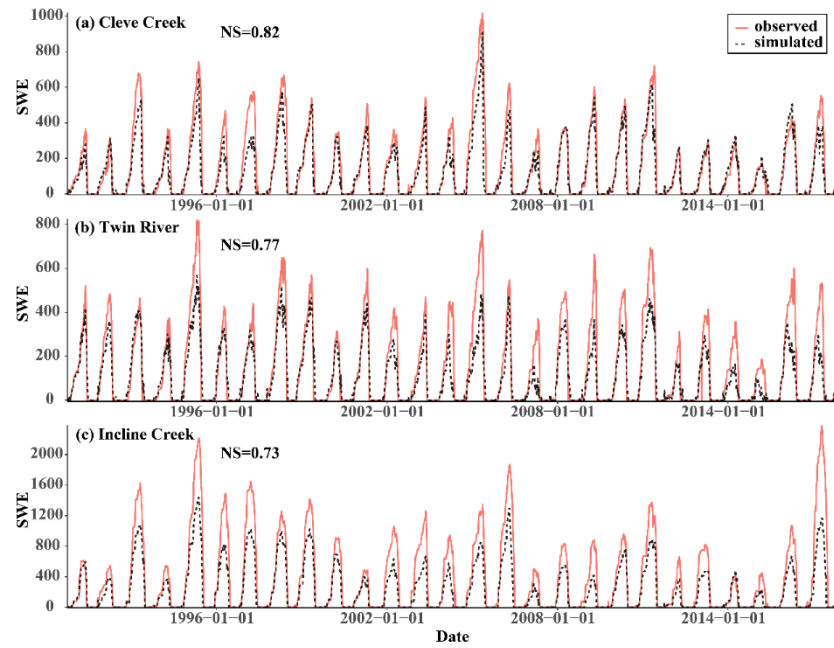 (a) Cleve Creek
NS=0.82
observed
simulated
SWE
1000
800
600
400
200
0
1996-01-01
2002-01-01
2008-01-01
2014-01-01
(b) Twin River
NS=0.77
SWE
800
600
400
200
0
1996-01-01
2002-01-01
2008-01-01
2014-01-01
(c) Incline Creek
NS=0.73
SWE
2000
1600
1200
800
400
0
1996-01-01
2002-01-01
2008-01-01
2014-01-01
Date